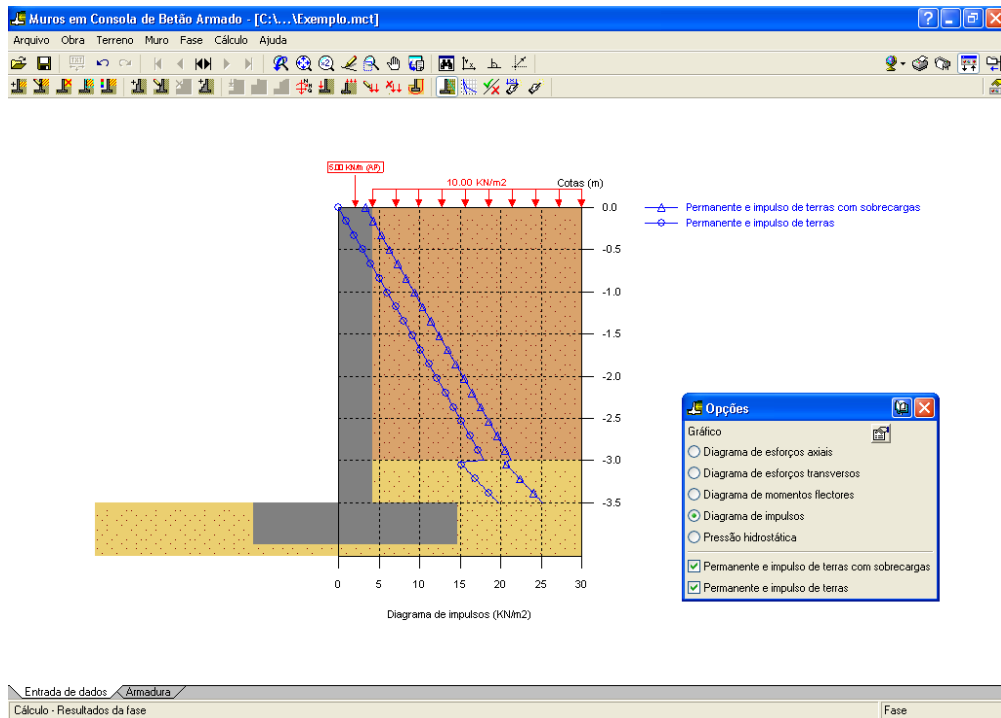 Muros em Consola de Betão Armado - [C:\...\Exemplo.mct]
Arquivo Obra Terreno Muro Fase Cálculo Ajuda
5.00 KN/m (AP)
10.00 KN/m2
Cotas (m)
0.0
-0.5
-1.0
-1.5
-2.0
-2.5
-3.0
-3.5
0 5 10 15 20 25 30
Diagrama de impulsos (KN/m2)
Permanente e impulso de terras com sobrecargas
Permanente e impulso de terras
Opções
Gráfico
Diagrama de esforços axiais
Diagrama de esforços transversos
Diagrama de momentos flectores
Diagrama de impulsos
Pressão hidrostática
Permanente e impulso de terras com sobrecargas
Permanente e impulso de terras
Entrada de dados Armadura
Cálculo - Resultados da fase Fase